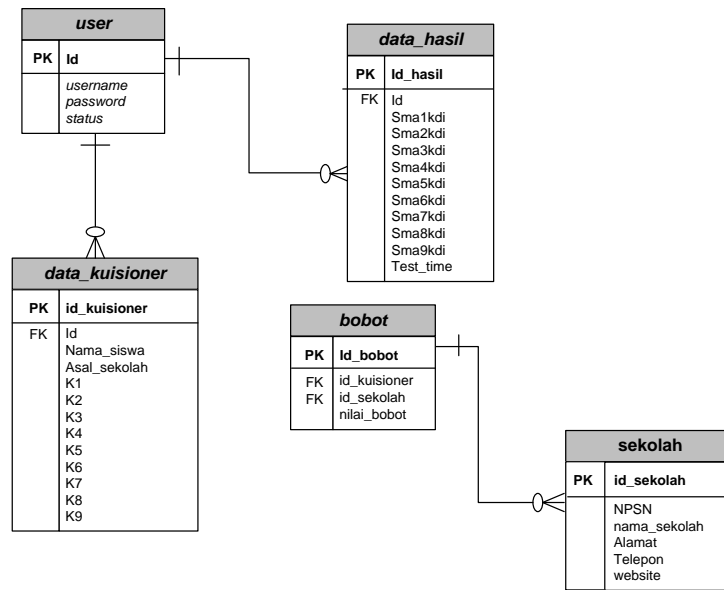 user
PK Id
username
password
status
data_hasil
PK Id_hasil
FK Id
Sma1kdi
Sma2kdi
Sma3kdi
Sma4kdi
Sma5kdi
Sma6kdi
Sma7kdi
Sma8kdi
Sma9kdi
Test_time
data_kuisioner
PK id_kuisioner
FK Id
Nama_siswa
Asal_sekolah
K1
K2
K3
K4
K5
K6
K7
K8
K9
bobot
PK Id_bobot
FK id_kuisioner
FK id_sekolah
nilai_bobot
sekolah
PK id_sekolah
NPSN
nama_sekolah
Alamat
Telepon
website